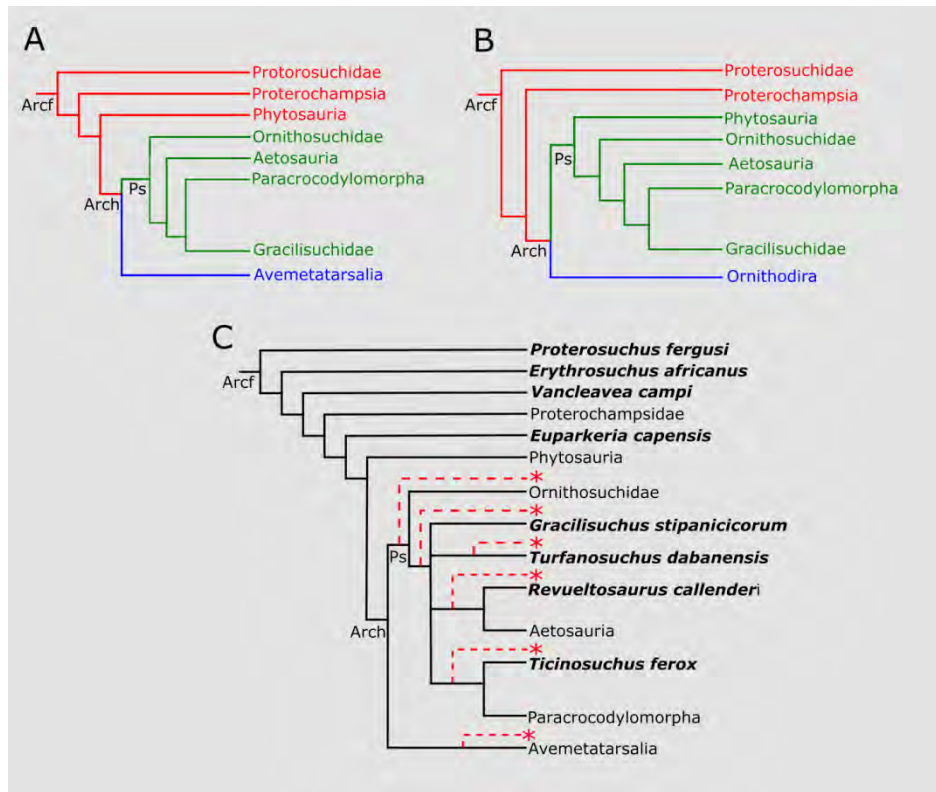 A
Protorosuchidae
Arcf
Proterochampsia
Phytosauria
Ornithosuchidae
Aetosauria
Ps
Paracrocodylomorpha
Arch
Gracilisuchidae
Avemetatarsalia
B
Proterosuchidae
Arcf
Proterochampsia
Phytosauria
Ornithosuchidae
Ps
Aetosauria
Paracrocodylomorpha
Arch
Gracilisuchidae
Ornithodira
C
Proterosuchus fergusi
Erythrosuchus africanus
Arcf
Vancleavea campi
Proterochampsidae
Euparkeria capensis
Phytosauria
*
Ornithosuchidae
*
Gracilisuchus stipanicicorum
*
Ps
Turfanosuchus dabanensis
*
Revueltosaurus callenderi
Arch
Aetosauria
*
Ticinosuchus ferox
Paracrocodylomorpha
*
Avemetatarsalia